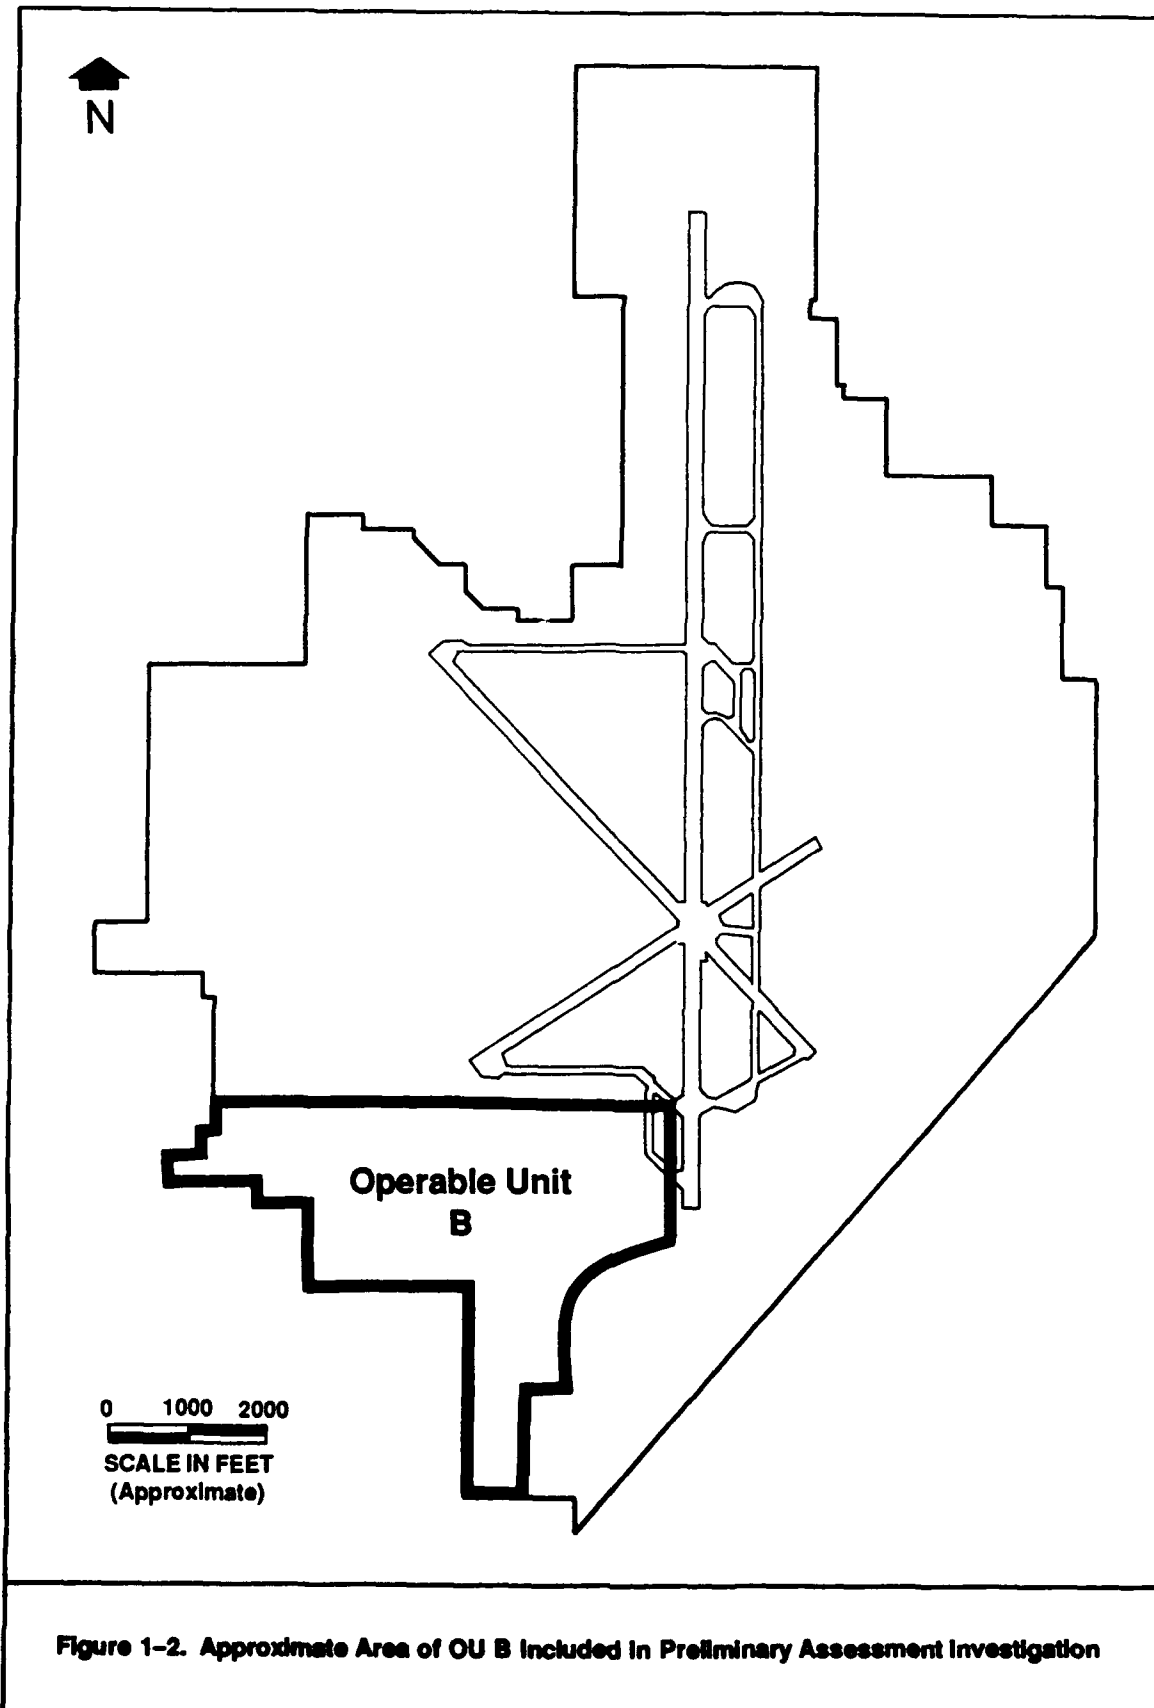 N
Operable Unit
B
0 1000 2000
SCALE IN FEET
(Approximate)
Figure 1-2. Approximate Area of OU B Included in Preliminary Assessment Investigation